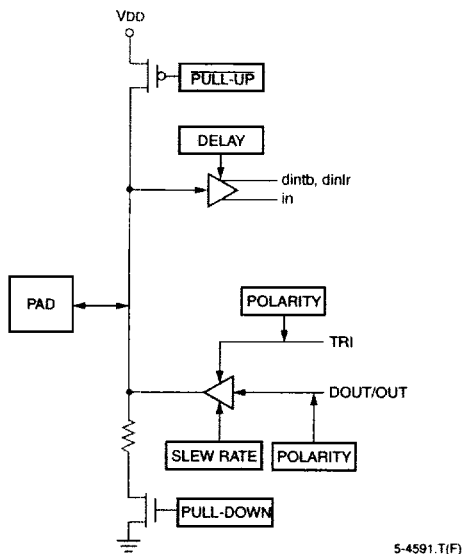 VDD
PULL-UP
DELAY
dintb, dinlr
in
PAD
POLARITY
TRI
DOUT/OUT
SLEW RATE
POLARITY
PULL-DOWN
5-4591.T(F)